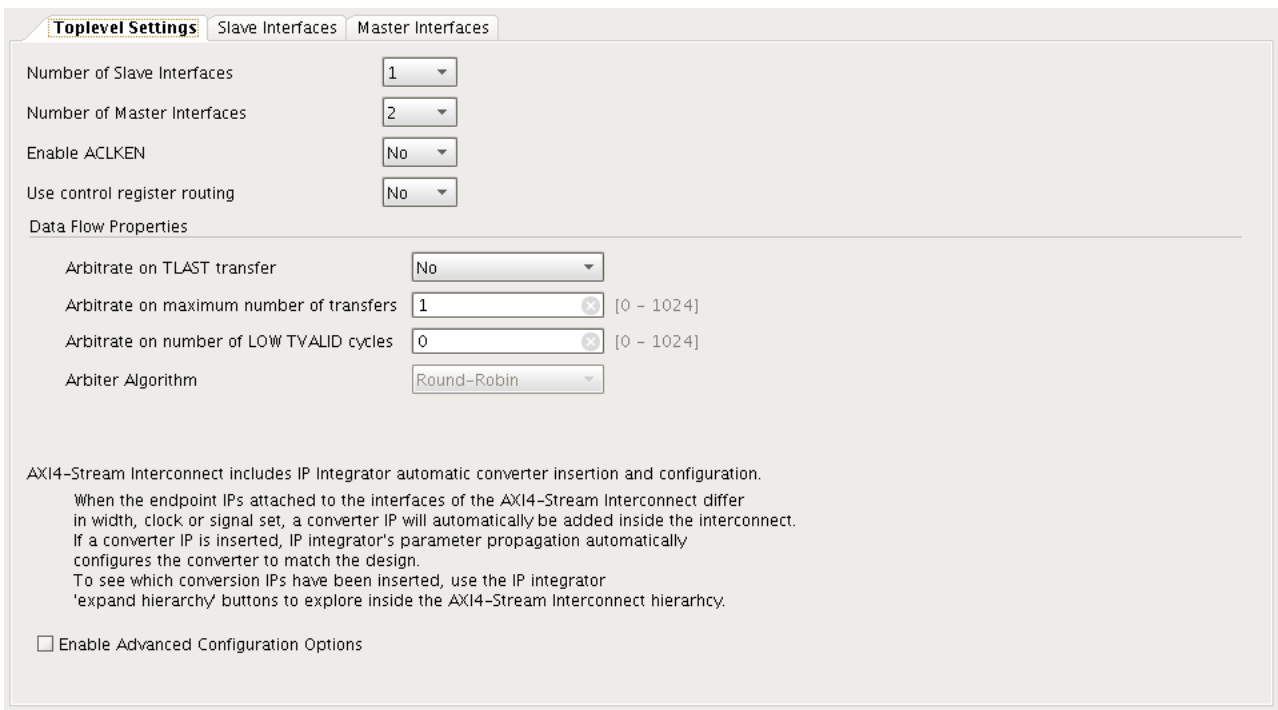 Toplevel Settings Slave Interfaces Master Interfaces
Number of Slave Interfaces 1
Number of Master Interfaces 2
Enable ACLKEN No
Use control register routing No
Data Flow Properties
Arbitrate on TLAST transfer No
Arbitrate on maximum number of transfers 1 [0 - 1024]
Arbitrate on number of LOW TVALID cycles 0 [0 - 1024]
Arbiter Algorithm Round-Robin
AXI4-Stream Interconnect includes IP Integrator automatic converter insertion and configuration.
When the endpoint IPs attached to the interfaces of the AXI4-Stream Interconnect differ
in width, clock or signal set, a converter IP will automatically be added inside the interconnect.
If a converter IP is inserted, IP integrator's parameter propagation automatically
configures the converter to match the design.
To see which conversion IPs have been inserted, use the IP integrator
'expand hierarchy' buttons to explore inside the AXI4-Stream Interconnect hierarhcy.
Enable Advanced Configuration Options